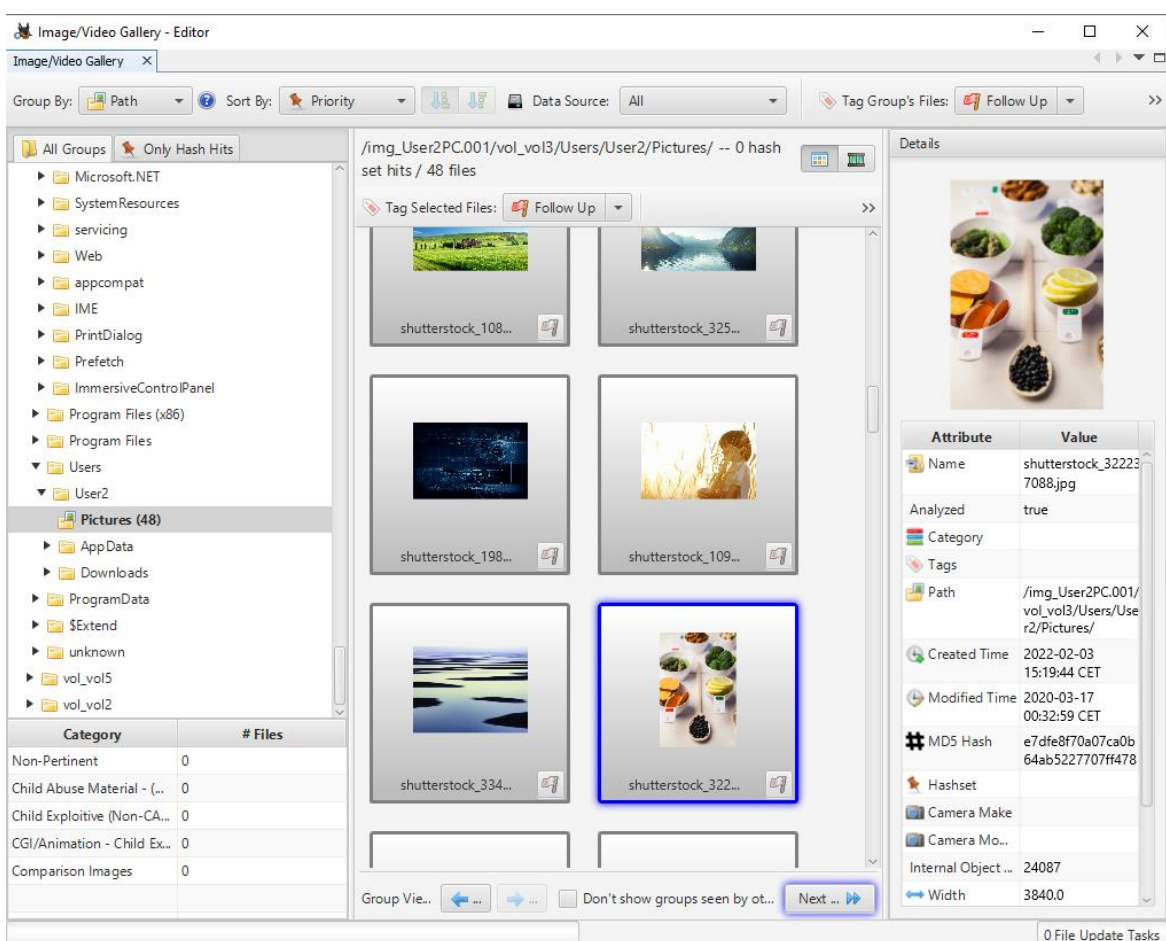 Image/Video Gallery - Editor
Image/Video Gallery X
Group By: Path Sort By: Priority Data Source: All Tag Group's Files: Follow Up >>
All Groups Only Hash Hits
Microsoft.NET
SystemResources
servicing
Web
appcompat
IME
PrintDialog
Prefetch
ImmersiveControlPanel
Program Files (x86)
Program Files
Users
User2
Pictures (48)
AppData
Downloads
ProgramData
$Extend
unknown
vol_vol5
vol_vol2
Category # Files
Non-Pertinent 0
Child Abuse Material - (... 0
Child Exploitive (Non-CA... 0
CGI/Animation - Child Ex... 0
Comparison Images 0
/img_User2PC.001/vol_vol3/Users/User2/Pictures/ -- 0 hash
set hits / 48 files
Tag Selected Files: Follow Up >>
shutterstock_108... shutterstock_325...
shutterstock_198... shutterstock_109...
shutterstock_334... shutterstock_322...
Group Vie... ... ... Don't show groups seen by ot... Next ...
Details
Attribute Value
Name shutterstock_32223
7088.jpg
Analyzed true
Category
Tags
Path /img_User2PC.001/
vol_vol3/Users/Use
r2/Pictures/
Created Time 2022-02-03
15:19:44 CET
Modified Time 2020-03-17
00:32:59 CET
MD5 Hash e7dfe8f70a07ca0b
64ab5227707ff478
Hashset
Camera Make
Camera Mo...
Internal Object ... 24087
Width 3840.0
0 File Update Tasks